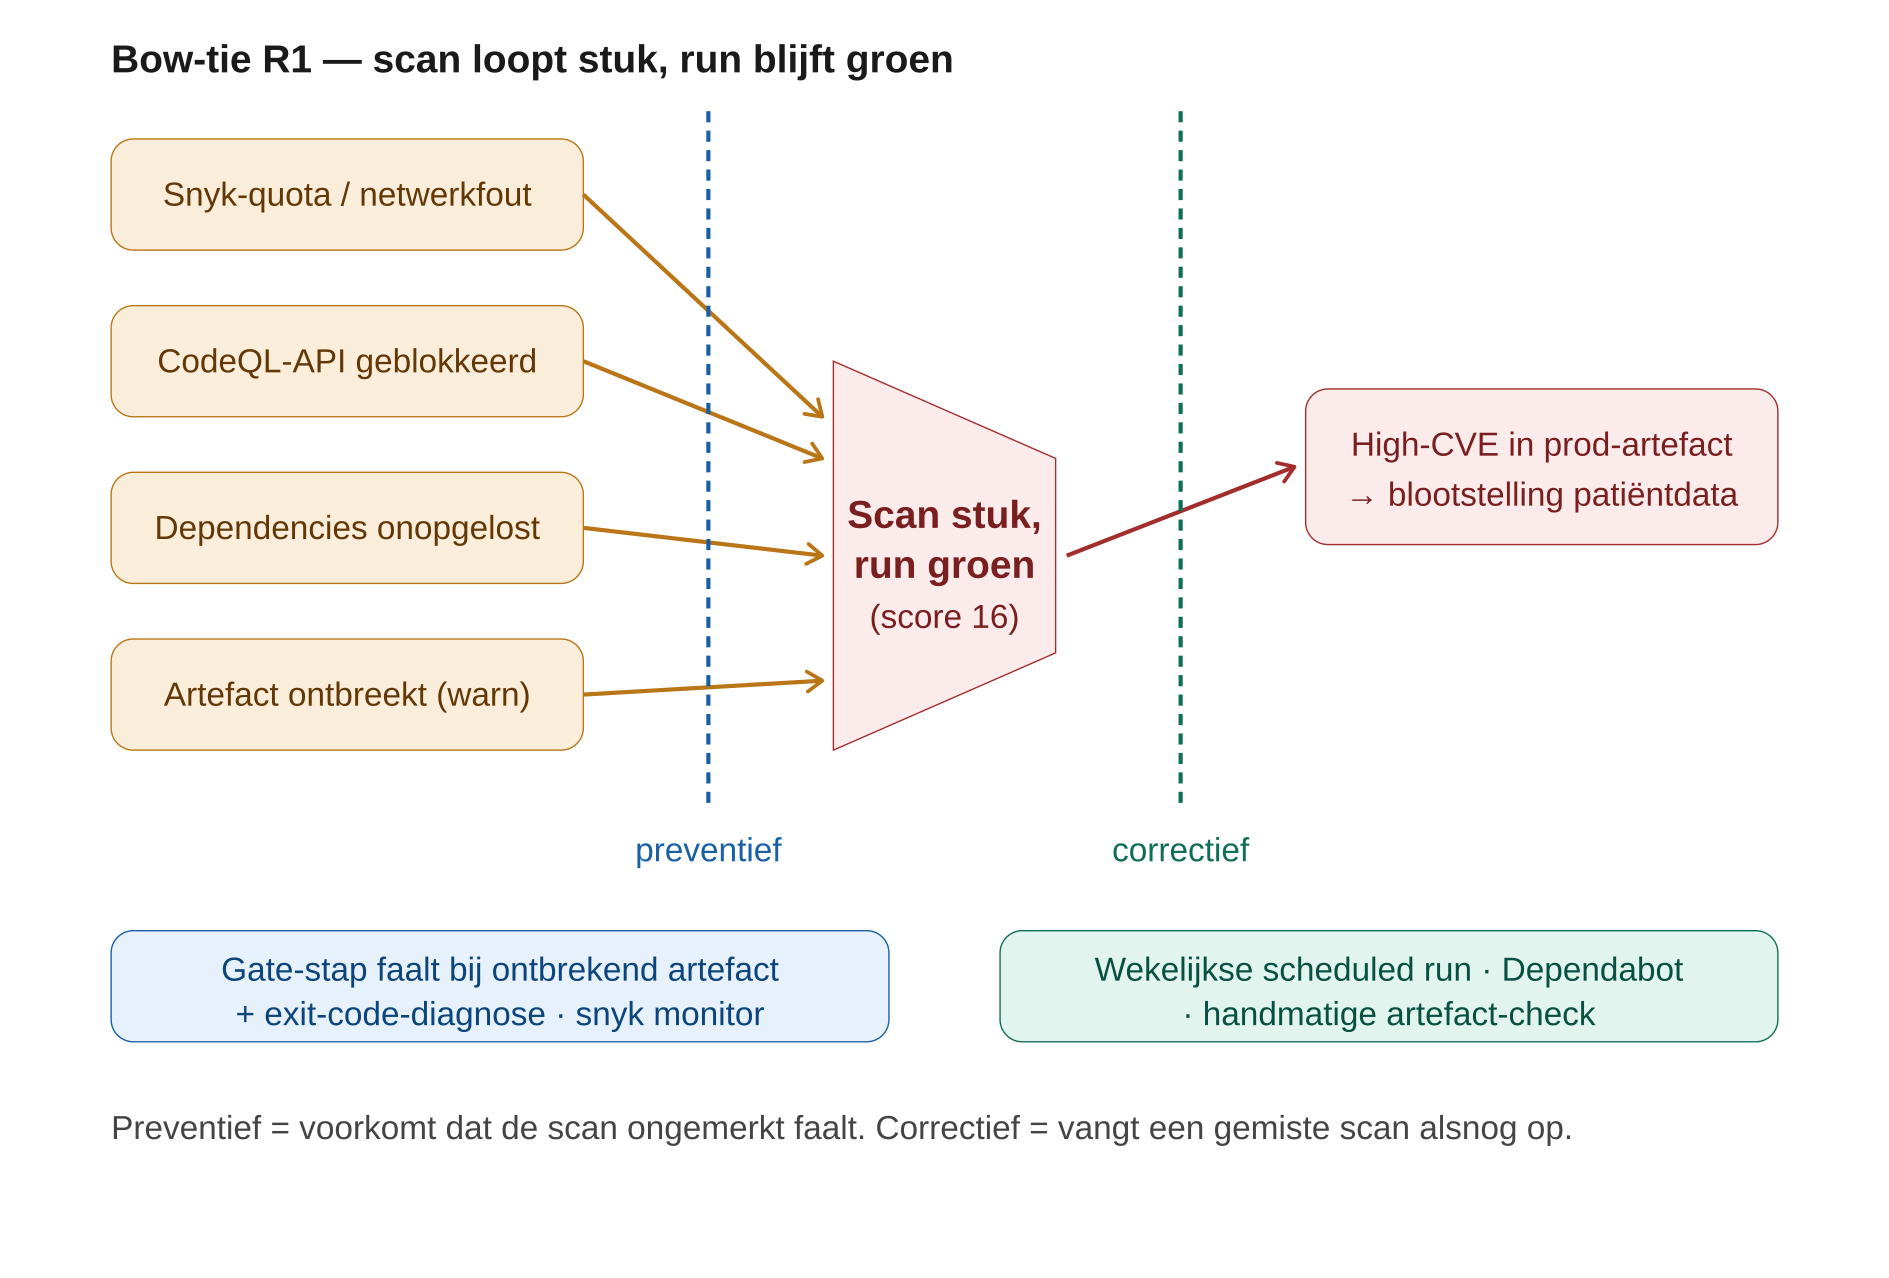 Bow-tie R1 — scan loopt stuk, run blijft groen
Snyk-quota / netwerkfout
CodeQL-API geblokkeerd
Dependencies onopgelost
Artefact ontbreekt (warn)
Scan stuk,
run groen
(score 16)
High-CVE in prod-artefact
→ blootstelling patiëntdata
preventief
correctief
Gate-stap faalt bij ontbrekend artefact
+ exit-code-diagnose · snyk monitor
Wekelijkse scheduled run · Dependabot
· handmatige artefact-check
Preventief = voorkomt dat de scan ongemerkt faalt. Correctief = vangt een gemiste scan alsnog op.